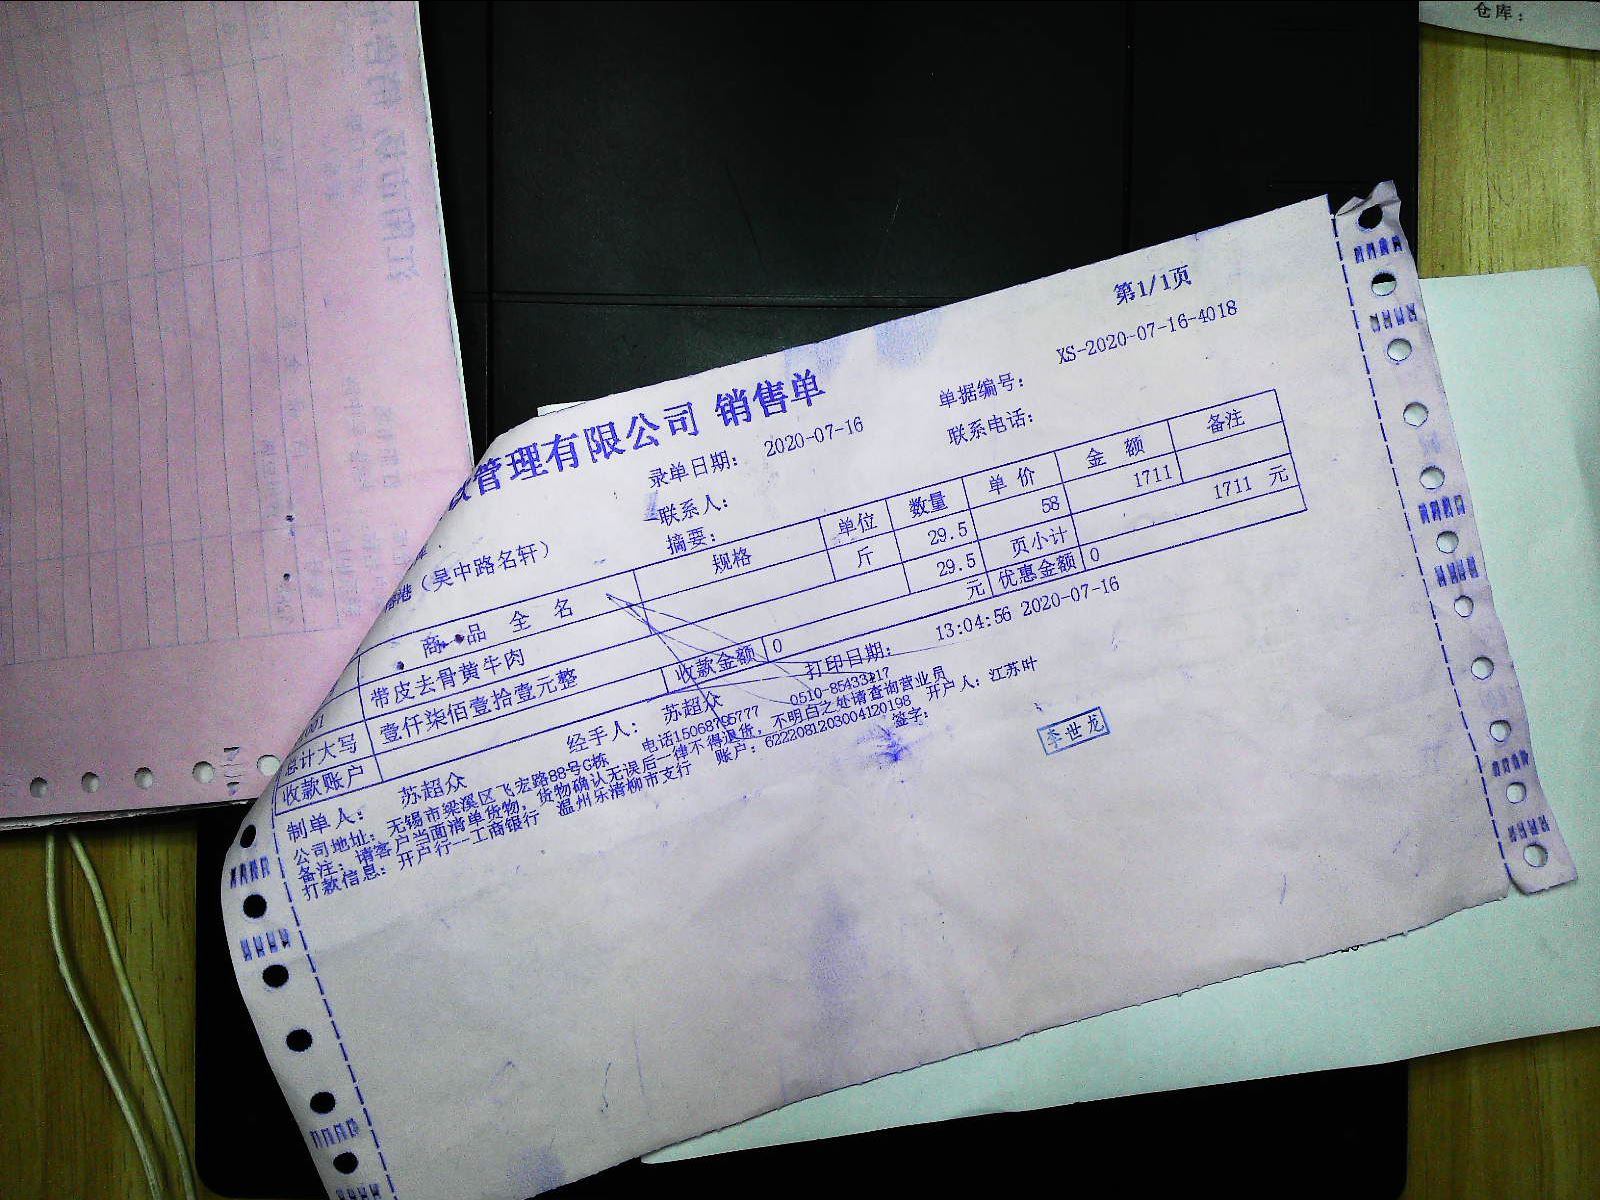 仓库：
第1/1页
管理有限公司 销售单
录单日期： 2020-07-16 单据编号： XS-2020-07-16-4018
联系人： 联系电话：
港（吴中路名轩） 摘要：
商品全名 规格 单位 数量 单价 金额 备注
001 带皮去骨黄牛肉 斤 29.5 58 1711
29.5 页小计 1711 元
总计大写 壹仟柒佰壹拾壹元整 元 优惠金额 0
收款账户 收款金额 0
制单人： 苏超众 经手人： 苏超众 打印日期： 13:04:56 2020-07-16
公司地址： 无锡市梁溪区飞宏路88号G栋 电话15068795777 0510-85433217
备注： 请客户当面清单货物，货物确认无误后一律不得退货， 不明白之处请查询营业员
打款信息： 开户行--工商银行 温州乐清柳市支行 账户：6222081203004120198 开户人：江苏叶
签字：
李世龙